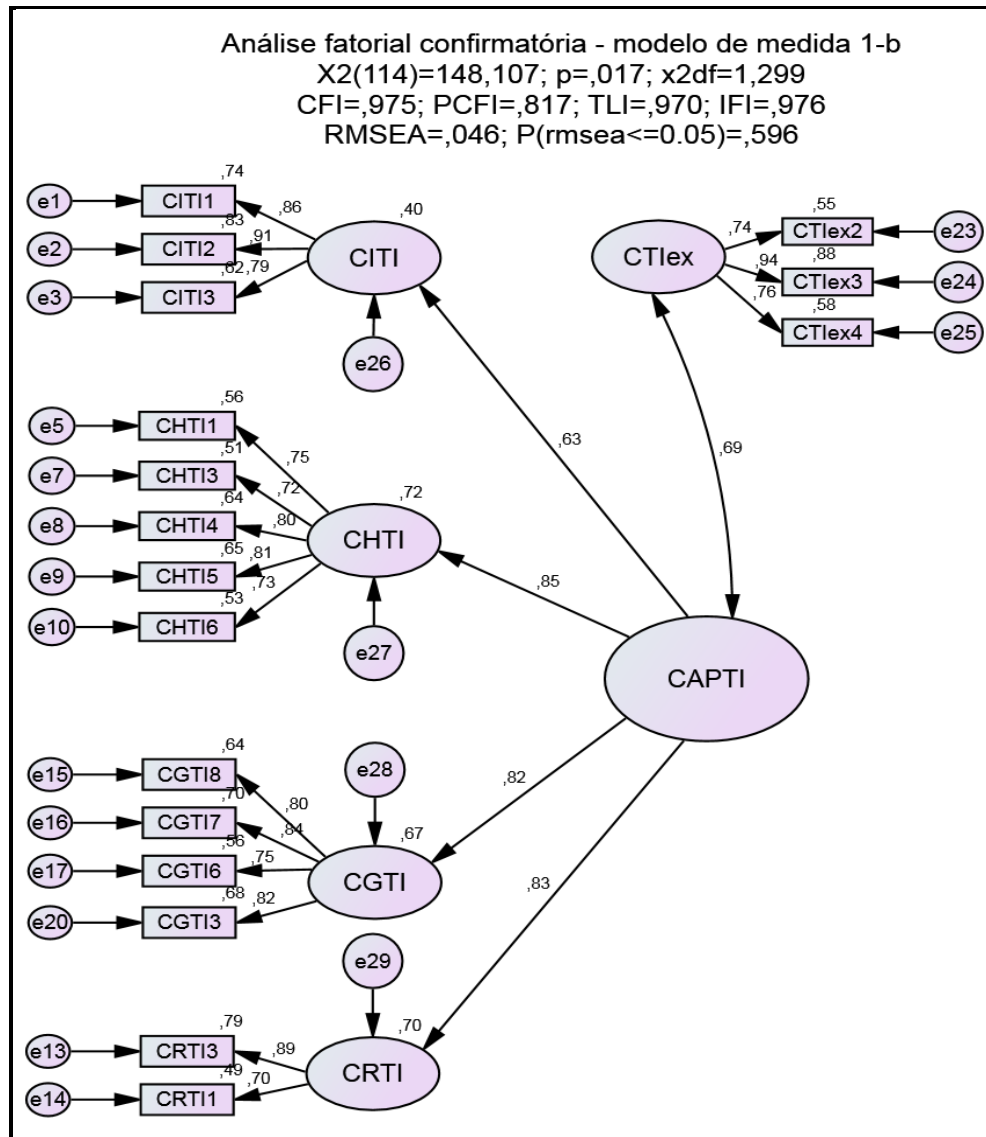 Análise fatorial confirmatória - modelo de medida 1-b
X2(114)=148,107; p=,017; x2df=1,299
CFI=,975; PCFI=,817; TLI=,970; IFI=,976
RMSEA=,046; P(rmsea<=0.05)=,596
,74
e1 CITI1 ,86
,83
e2 CITI2 ,91
,62 ,79
e3 CITI3
,40
CITI
e26
,55
CTIex ,74 CTIex2 e23
,88
,94 CTIex3 e24
,58
,76 CTIex4 e25
,63
,69
,56
e5 CHTI1 ,75
,51
e7 CHTI3 ,72
,64
e8 CHTI4 ,80
,65
e9 CHTI5 ,81
,53
e10 CHTI6 ,73
,72
CHTI
e27
,85
CAPTI
,64
e15 CGTI8 ,80
,70
e16 CGTI7 ,84
,56
e17 CGTI6 ,75
,68
e20 CGTI3 ,82
e28
,67
CGTI
,82
,83
e29
,79
e13 CRTI3 ,89
,49
e14 CRTI1 ,70
,70
CRTI